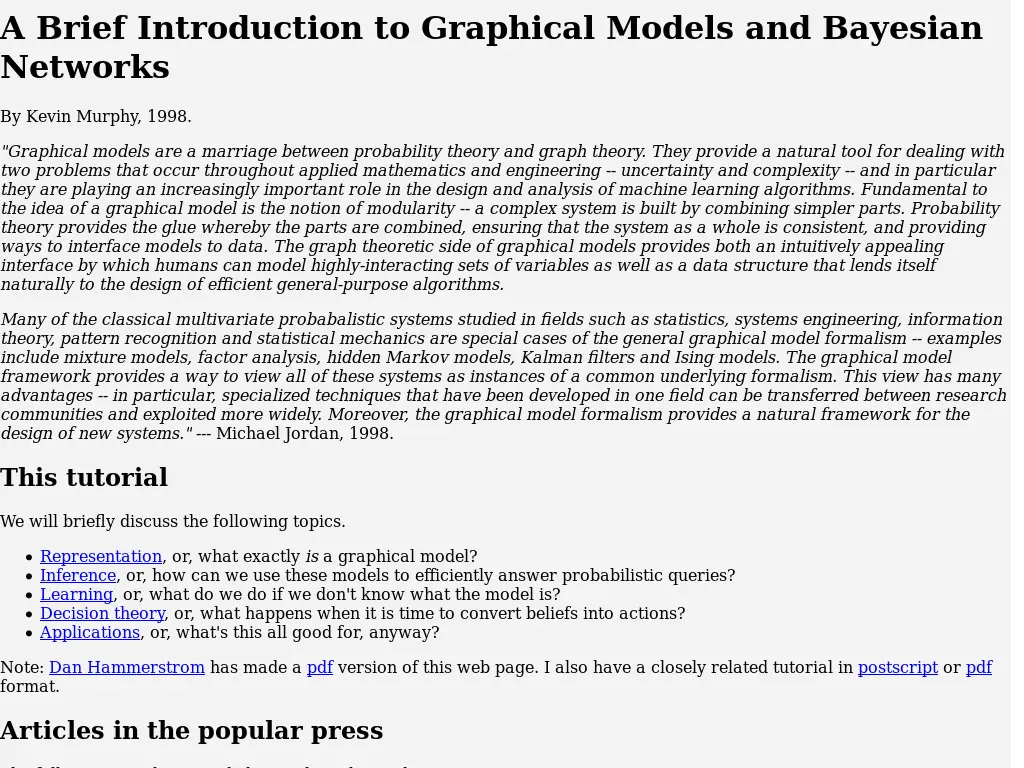 A Brief Introduction to Graphical Models and Bayesian
Networks
By Kevin Murphy, 1998.
"Graphical models are a marriage between probability theory and graph theory. They provide a natural tool for dealing with
two problems that occur throughout applied mathematics and engineering -- uncertainty and complexity -- and in particular
they are playing an increasingly important role in the design and analysis of machine learning algorithms. Fundamental to
the idea of a graphical model is the notion of modularity -- a complex system is built by combining simpler parts. Probability
theory provides the glue whereby the parts are combined, ensuring that the system as a whole is consistent, and providing
ways to interface models to data. The graph theoretic side of graphical models provides both an intuitively appealing
interface by which humans can model highly-interacting sets of variables as well as a data structure that lends itself
naturally to the design of efficient general-purpose algorithms.
Many of the classical multivariate probabalistic systems studied in fields such as statistics, systems engineering, information
theory, pattern recognition and statistical mechanics are special cases of the general graphical model formalism -- examples
include mixture models, factor analysis, hidden Markov models, Kalman filters and Ising models. The graphical model
framework provides a way to view all of these systems as instances of a common underlying formalism. This view has many
advantages -- in particular, specialized techniques that have been developed in one field can be transferred between research
communities and exploited more widely. Moreover, the graphical model formalism provides a natural framework for the
design of new systems." --- Michael Jordan, 1998.
This tutorial
We will briefly discuss the following topics.
• Representation, or, what exactly is a graphical model?
• Inference, or, how can we use these models to efficiently answer probabilistic queries?
• Learning, or, what do we do if we don't know what the model is?
• Decision theory, or, what happens when it is time to convert beliefs into actions?
• Applications, or, what's this all good for, anyway?
Note: Dan Hammerstrom has made a pdf version of this web page. I also have a closely related tutorial in postscript or pdf
format.
Articles in the popular press